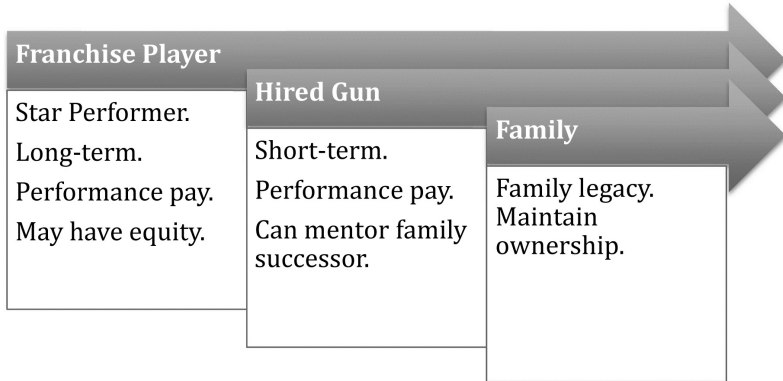 Franchise Player
Star Performer.
Long-term.
Performance pay.
May have equity.
Hired Gun
Short-term.
Performance pay.
Can mentor family
successor.
Family
Family legacy.
Maintain
ownership.